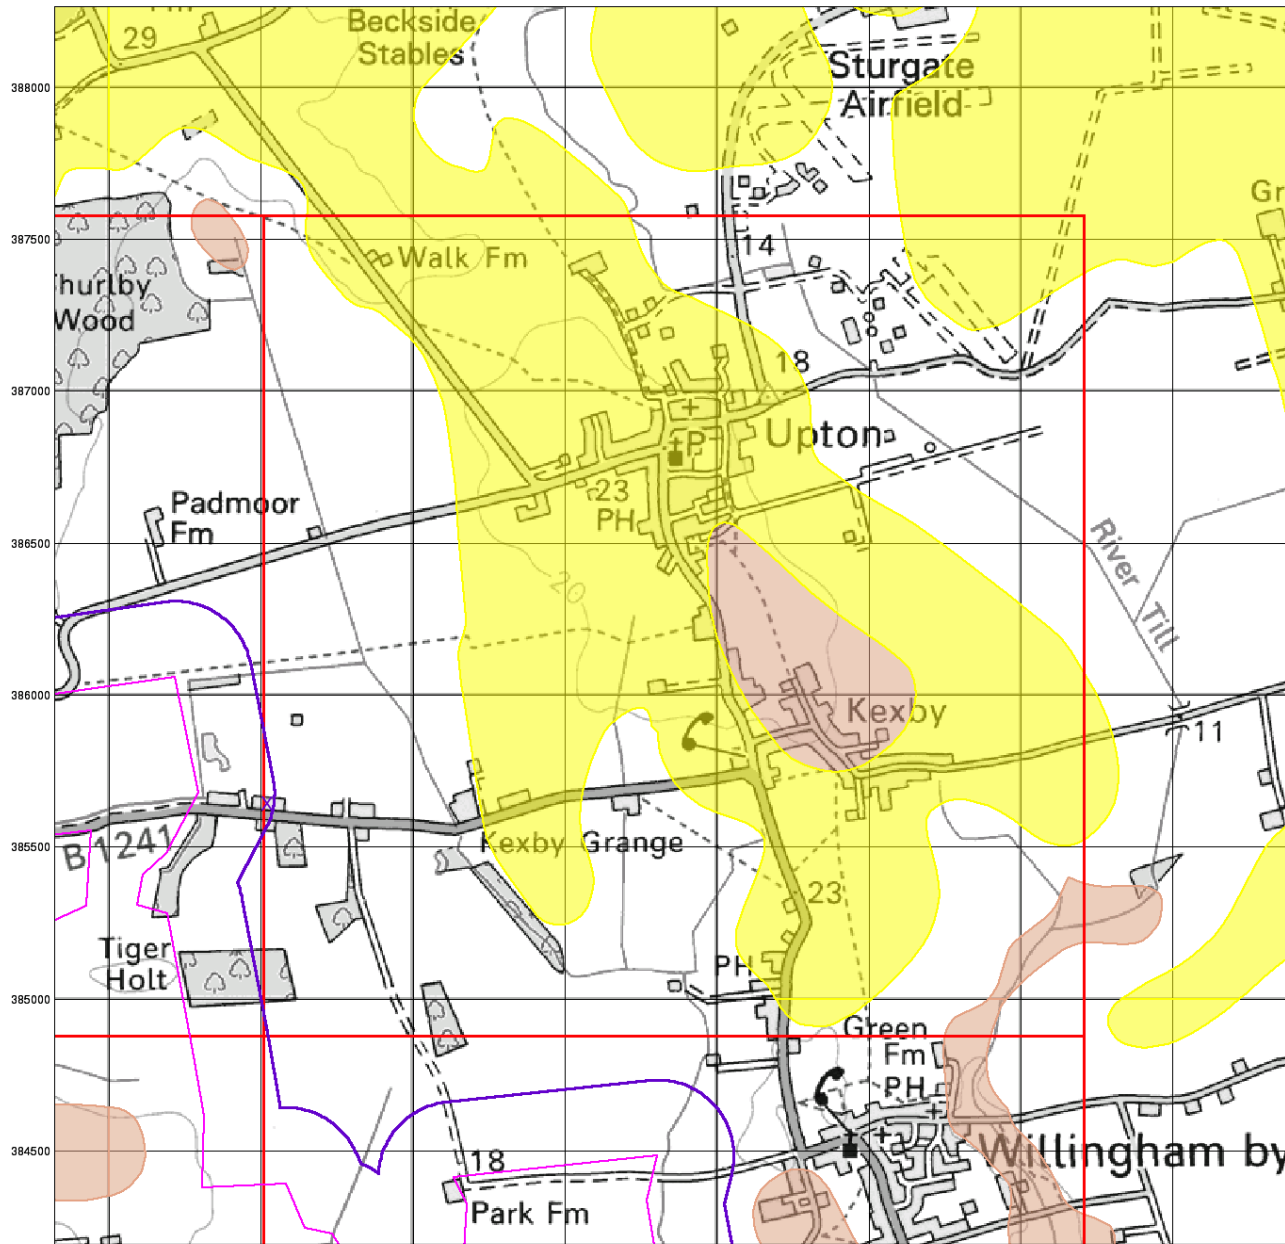 Beckside
Stables
29
388000
Sturgate
Airfield
Gr
387500
14
Walk Fm
hurlby
Wood
387000
18
Upton
P
23
PH
Padmoor
Fm
386500
20
River Till
386000
Kexby
11
385500
B 1241
Kexby Grange
23
Tiger
Holt
PH
385000
Green
Fm
PH
384500
18
Willingham by
Park Fm